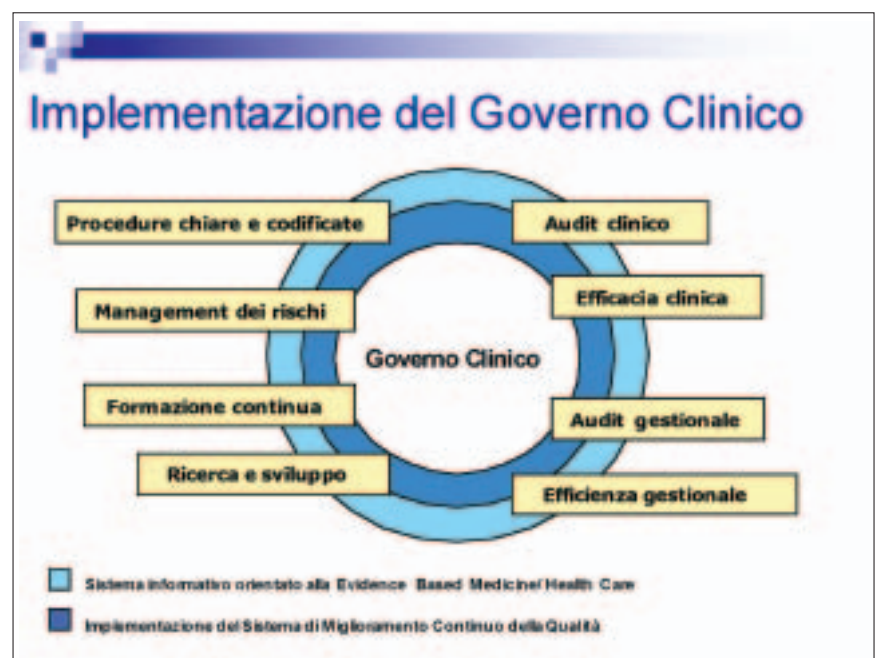 Implementazione del Governo Clinico
Procedure chiare e codificate
Audit clinico
Management dei rischi
Efficacia clinica
Governo Clinico
Formazione continua
Audit gestionale
Ricerca e sviluppo
Efficienza gestionale
Sistema informativo orientato alla Evidence Based Medicine/ Health Care
Implementazione del Sistema di Miglioramento Continuo della Qualità